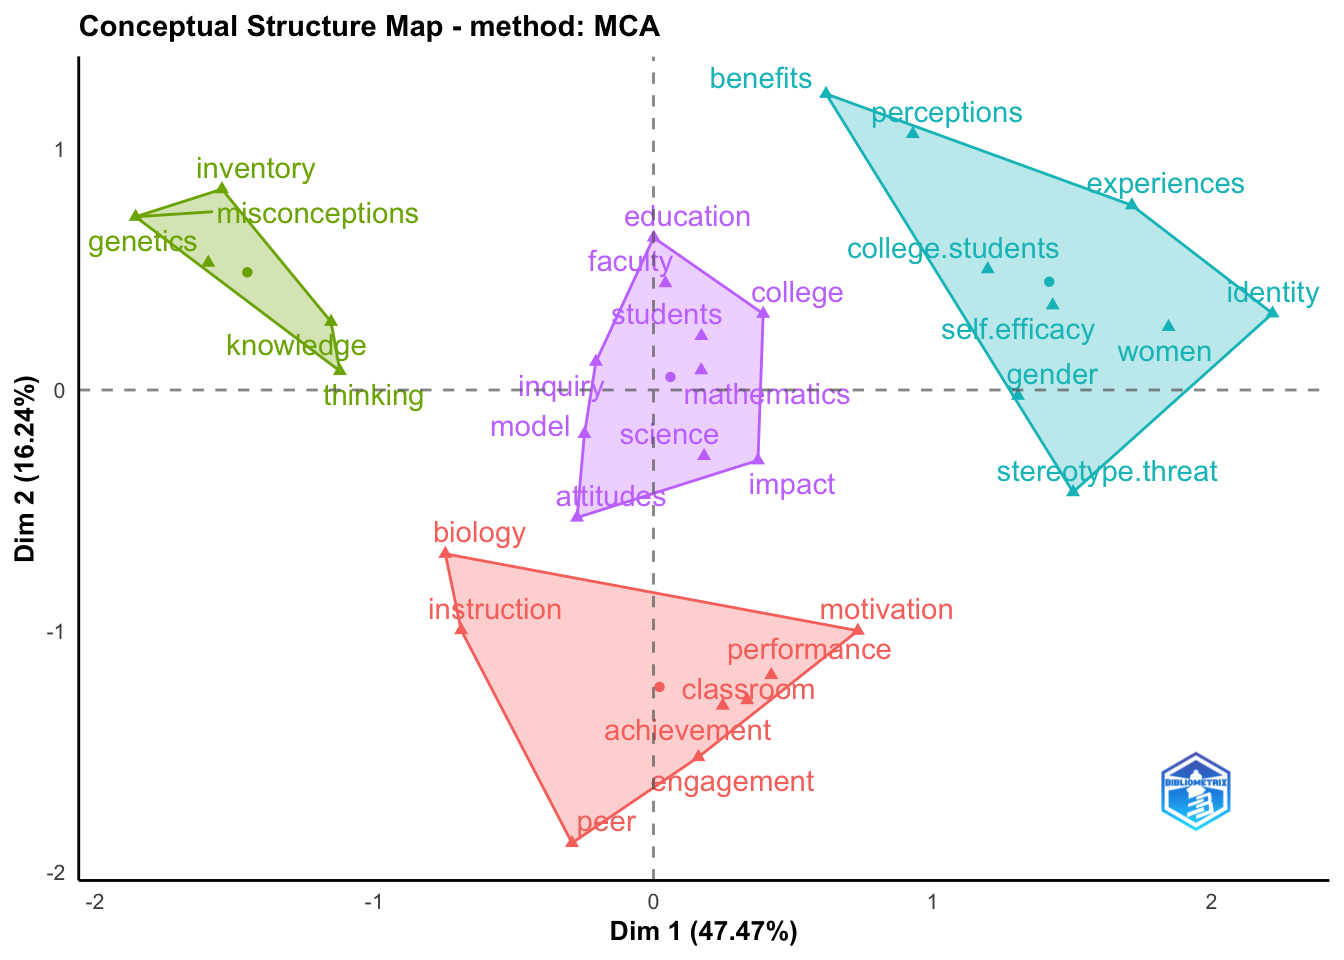 Conceptual Structure Map - method: MCA
benefits
perceptions
1
inventory
experiences
misconceptions
education
genetics
college.students
faculty
college
identity
students
self.efficacy
knowledge
women
gender
inquiry
0
thinking
mathematics
model
science
stereotype.threat
impact
attitudes
Dim 2 (16.24%)
biology
instruction
motivation
-1
performance
classroom
achievement
engagement
BIBLIOMETRIX
peer
-2
-2 -1 0 1 2
Dim 1 (47.47%)